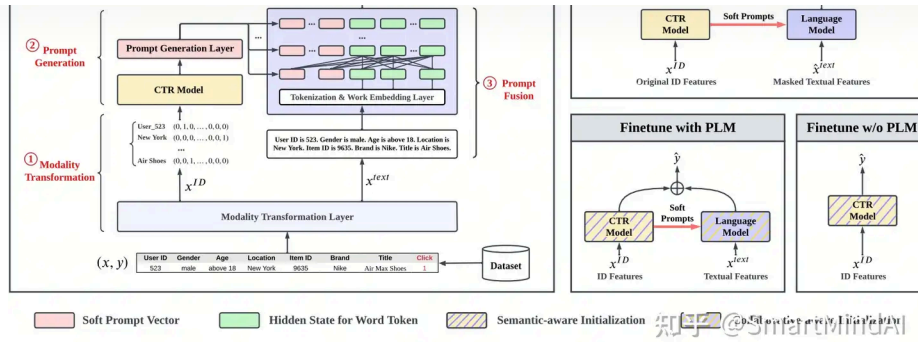 ② Prompt
Generation
Prompt Generation Layer
CTR Model
...
...
Tokenization & Work Embedding Layer
③ Prompt
Fusion
User_523 (0, 1, 0, … , 0, 0, 0)
New York (0, 0, 0, … , 0, 0, 1)
...
Air Shoes (0, 0, 1, … , 0, 0, 0)
User ID is 523. Gender is male. Age is above 18. Location is
New York. Item ID is 9635. Brand is Nike. Title is Air Shoes.
① Modality
Transformation
x^ID
x^text
Modality Transformation Layer
(x, y)
User ID Gender Age Location Item ID Brand Title Click
523 male above 18 New York 9635 Nike Air Max Shoes 1
Dataset
CTR
Model
Soft Prompts
Language
Model
x^ID
x̂^text
Original ID Features
Masked Textual Features
Finetune with PLM
ŷ
CTR
Model
Soft
Prompts
Language
Model
x^ID
x^text
ID Features
Textual Features
Finetune w/o PLM
ŷ
CTR
Model
x^ID
ID Features
Soft Prompt Vector
Hidden State for Word Token
Semantic-aware Initialization
知乎 @SmartMindAI